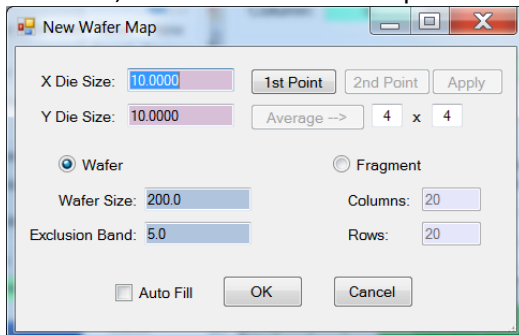 New Wafer Map
X Die Size: 10.0000 1st Point 2nd Point Apply
Y Die Size: 10.0000 Average --> 4 x 4
Wafer Fragment
Wafer Size: 200.0 Columns: 20
Exclusion Band: 5.0 Rows: 20
Auto Fill OK Cancel